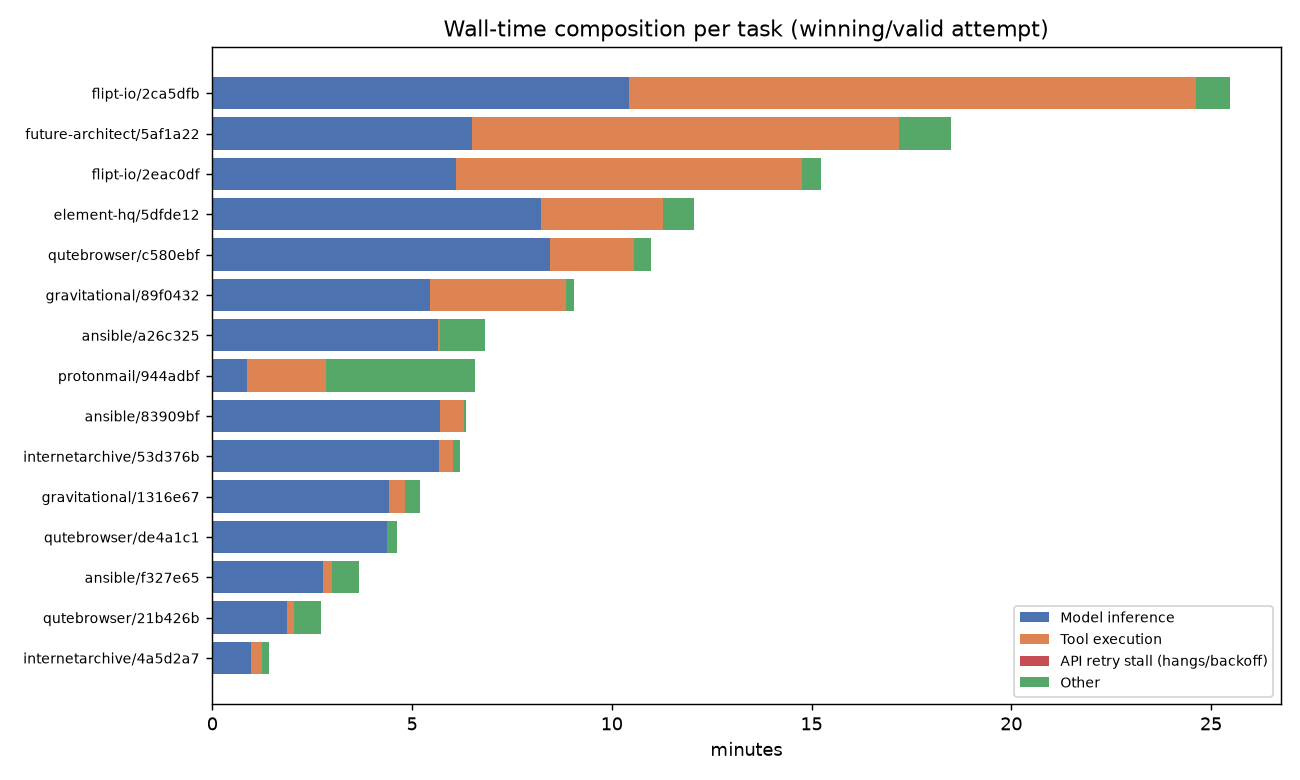 Wall-time composition per task (winning/valid attempt)
flipt-io/2ca5dfb
future-architect/5af1a22
flipt-io/2eac0df
element-hq/5dfde12
qutebrowser/c580ebf
gravitational/89f0432
ansible/a26c325
protonmail/944adbf
ansible/83909bf
internetarchive/53d376b
gravitational/1316e67
qutebrowser/de4a1c1
ansible/f327e65
qutebrowser/21b426b
internetarchive/4a5d2a7
Model inference
Tool execution
API retry stall (hangs/backoff)
Other
0 5 10 15 20 25
minutes